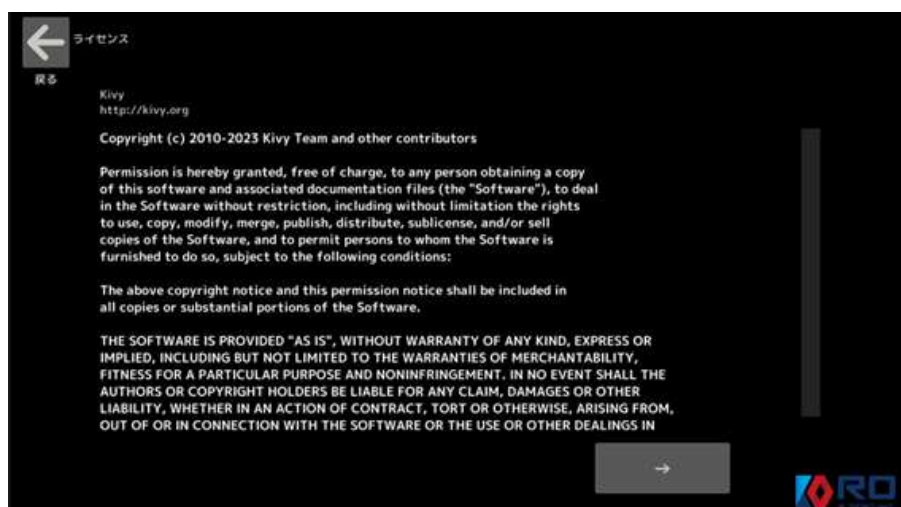 ライセンス
戻る
Kivy
http://kivy.org
Copyright (c) 2010-2023 Kivy Team and other contributors
Permission is hereby granted, free of charge, to any person obtaining a copy
of this software and associated documentation files (the "Software"), to deal
in the Software without restriction, including without limitation the rights
to use, copy, modify, merge, publish, distribute, sublicense, and/or sell
copies of the Software, and to permit persons to whom the Software is
furnished to do so, subject to the following conditions:
The above copyright notice and this permission notice shall be included in
all copies or substantial portions of the Software.
THE SOFTWARE IS PROVIDED "AS IS", WITHOUT WARRANTY OF ANY KIND, EXPRESS OR
IMPLIED, INCLUDING BUT NOT LIMITED TO THE WARRANTIES OF MERCHANTABILITY,
FITNESS FOR A PARTICULAR PURPOSE AND NONINFRINGEMENT. IN NO EVENT SHALL THE
AUTHORS OR COPYRIGHT HOLDERS BE LIABLE FOR ANY CLAIM, DAMAGES OR OTHER
LIABILITY, WHETHER IN AN ACTION OF CONTRACT, TORT OR OTHERWISE, ARISING FROM,
OUT OF OR IN CONNECTION WITH THE SOFTWARE OR THE USE OR OTHER DEALINGS IN
→